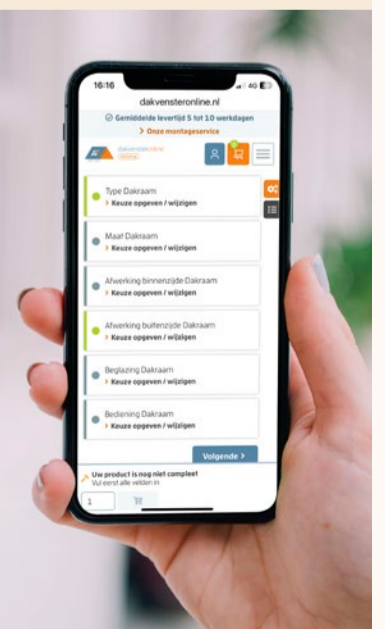 16:16
4G
dakvensteronline.nl
Gemiddelde levertijd 5 tot 10 werkdagen
> Onze montageservice
dakvensteronline
Type Dakraam
> Keuze opgeven / wijzigen
Maat Dakraam
> Keuze opgeven / wijzigen
Afwerking binnenzijde Dakraam
> Keuze opgeven / wijzigen
Afwerking buitenzijde Dakraam
> Keuze opgeven / wijzigen
Beglazing Dakraam
> Keuze opgeven / wijzigen
Bediening Dakraam
> Keuze opgeven / wijzigen
Volgende >
Uw product is nog niet compleet
Vul eerst alle velden in
1